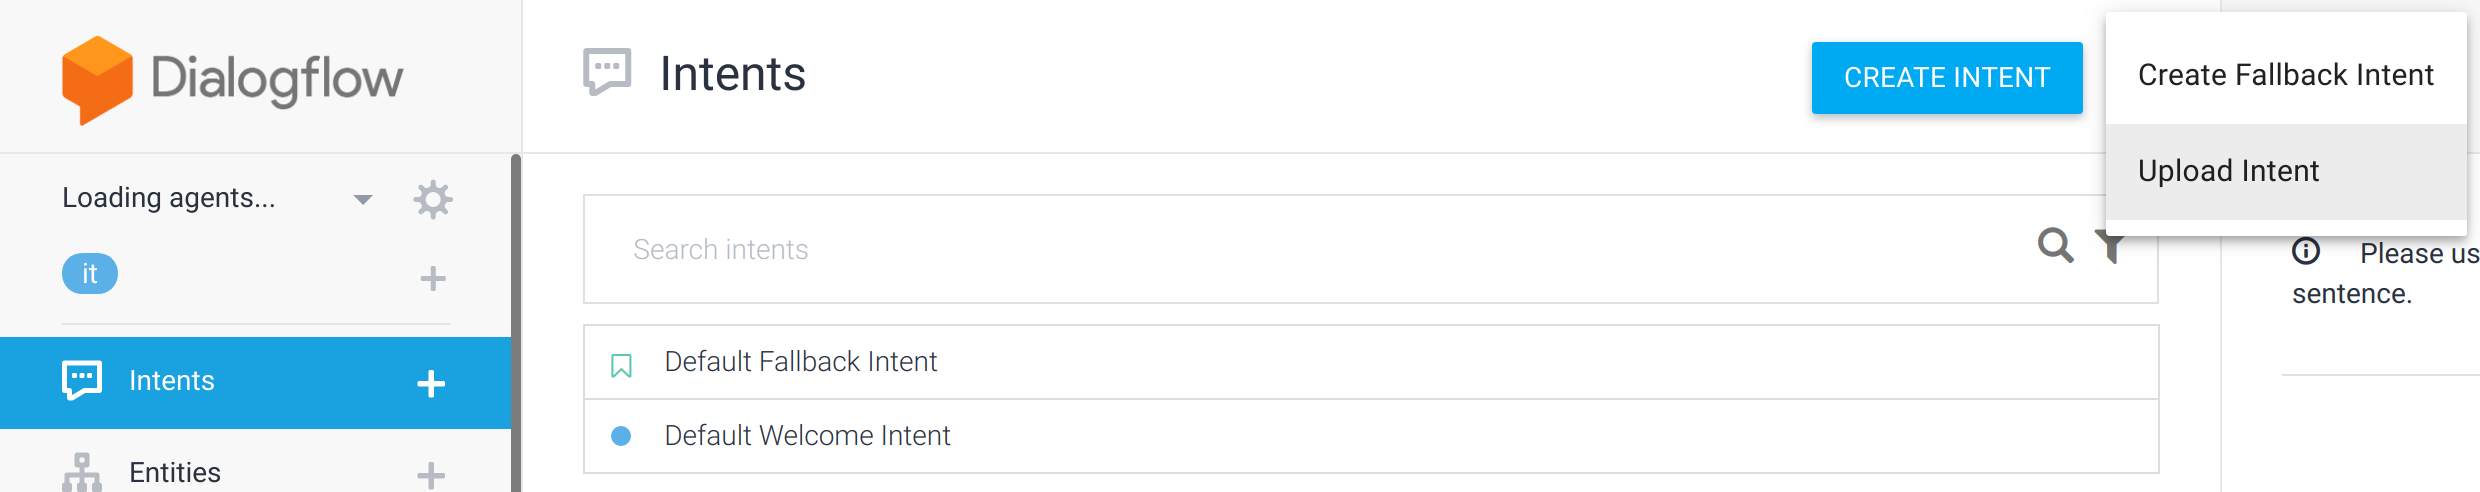 Dialogflow
Loading agents...
it
Intents
Entities
Intents
CREATE INTENT
Search intents
Default Fallback Intent
Default Welcome Intent
Create Fallback Intent
Upload Intent
Please us
sentence.